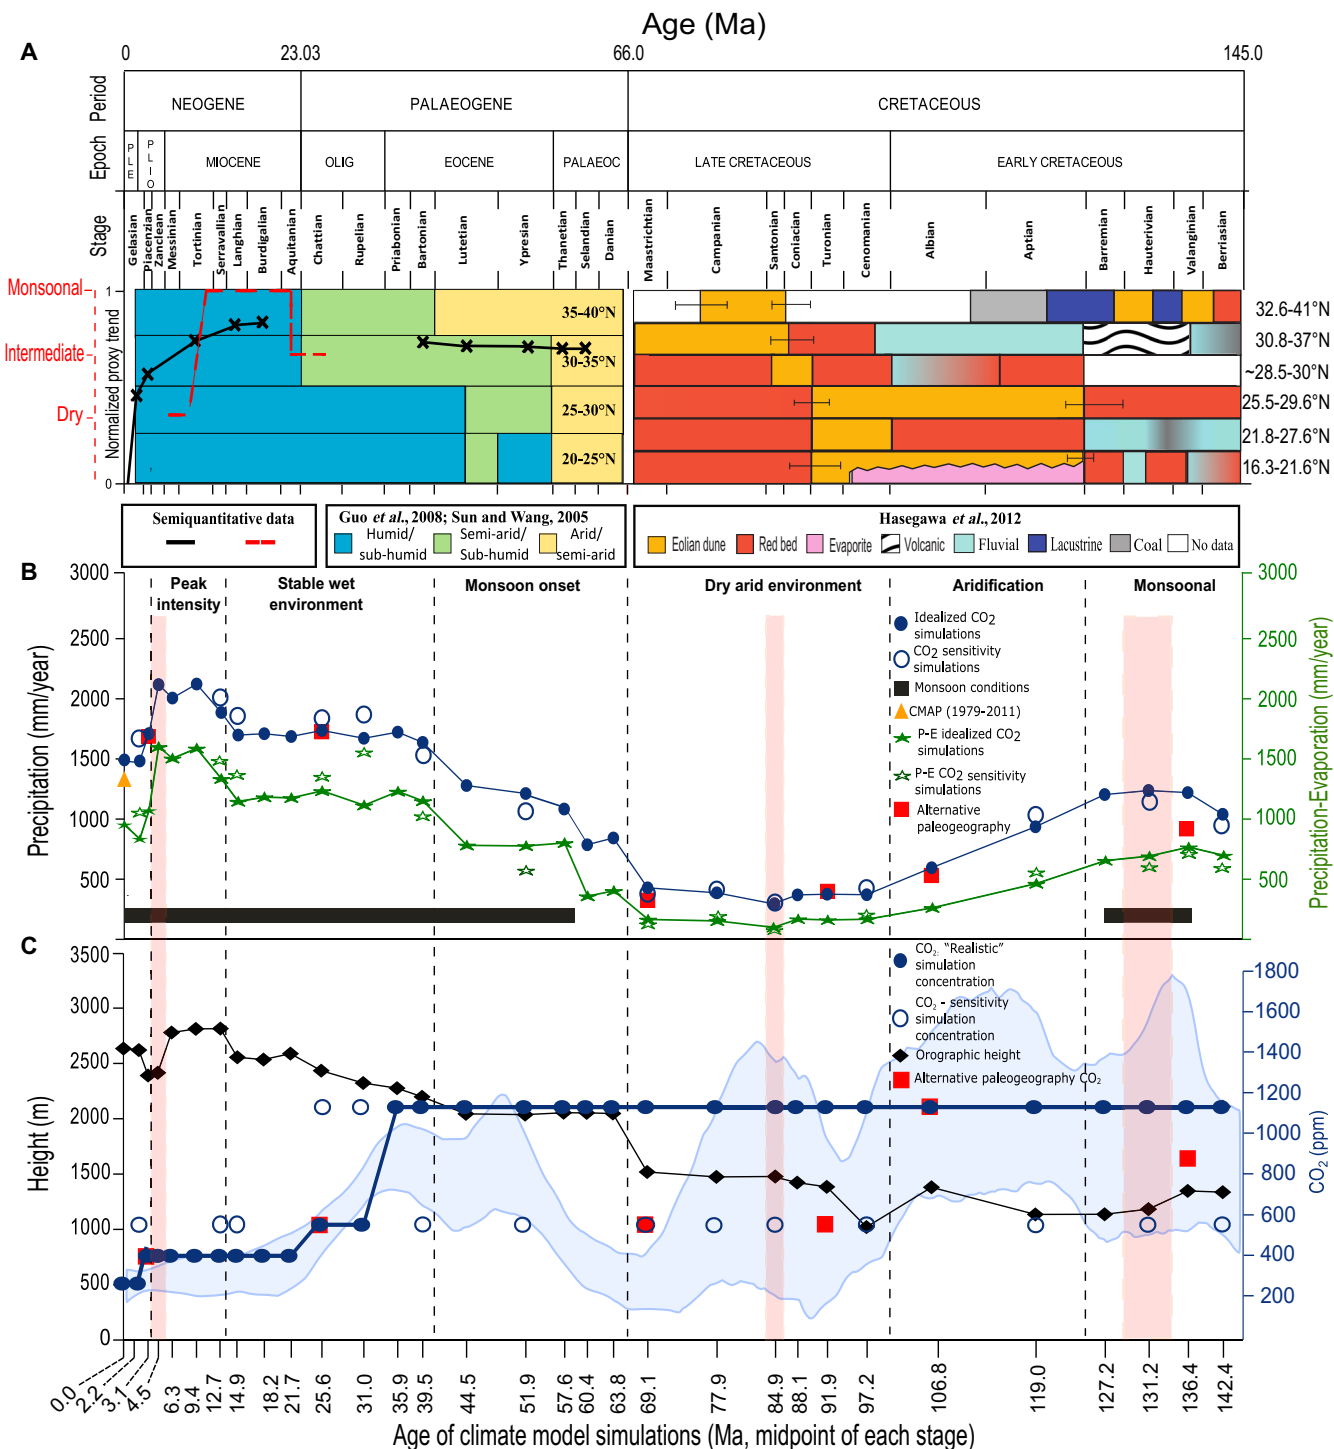 Age (Ma)
A
0 23.03 66.0 145.0
Period
NEOGENE PALAEOGENE CRETACEOUS
Epoch
PLE PLIO MIOCENE OLIG EOCENE PALAEOC LATE CRETACEOUS EARLY CRETACEOUS
Stage
Gelasian
Piacenzian
Zanclean
Messinian
Tortinian
Serravallian
Langhian
Burdigalian
Aquitanian
Chattian
Rupelian
Priabonian
Bartonian
Lutetian
Ypresian
Thanetian
Selandian
Danian
Maastrichtian
Campanian
Santonian
Coniacian
Turonian
Cenomanian
Albian
Aptian
Barremian
Hauterivian
Valanginian
Berriasian
Monsoonal
Intermediate
Dry
Normalized proxy trend
1
0
35-40°N
30-35°N
25-30°N
20-25°N
32.6-41°N
30.8-37°N
~28.5-30°N
25.5-29.6°N
21.8-27.6°N
16.3-21.6°N
Semiquantitative data
Guo et al., 2008; Sun and Wang, 2005
Humid/
sub-humid
Semi-arid/
Sub-humid
Arid/
semi-arid
Hasegawa et al., 2012
Eolian dune Red bed Evaporite Volcanic Fluvial Lacustrine Coal No data
B
Precipitation (mm/year)
3000
2500
2000
1500
1000
500
Peak
intensity
Stable wet
environment
Monsoon onset
Dry arid environment
Aridification
Monsoonal
Idealized CO2
simulations
CO2 sensitivity
simulations
Monsoon conditions
CMAP (1979-2011)
P-E idealized CO2
simulations
P-E CO2 sensitivity
simulations
Alternative
paleogeography
3000
2500
2000
1500
1000
500
Precipitation-Evaporation (mm/year)
C
Height (m)
3500
3000
2500
2000
1500
1000
500
0
CO2: "Realistic"
simulation
concentration
CO2 - sensitivity
simulation
concentration
Orographic height
Alternative paleogeography CO2
1800
1600
1400
1200
1000
800
600
400
200
CO2 (ppm)
0.0
2.2
3.1
4.5
6.3
9.4
12.7
14.9
18.2
21.7
25.6
31.0
35.9
39.5
44.5
51.9
57.6
60.4
63.8
69.1
77.9
84.9
88.1
91.9
97.2
106.8
119.0
127.2
131.2
136.4
142.4
Age of climate model simulations (Ma, midpoint of each stage)